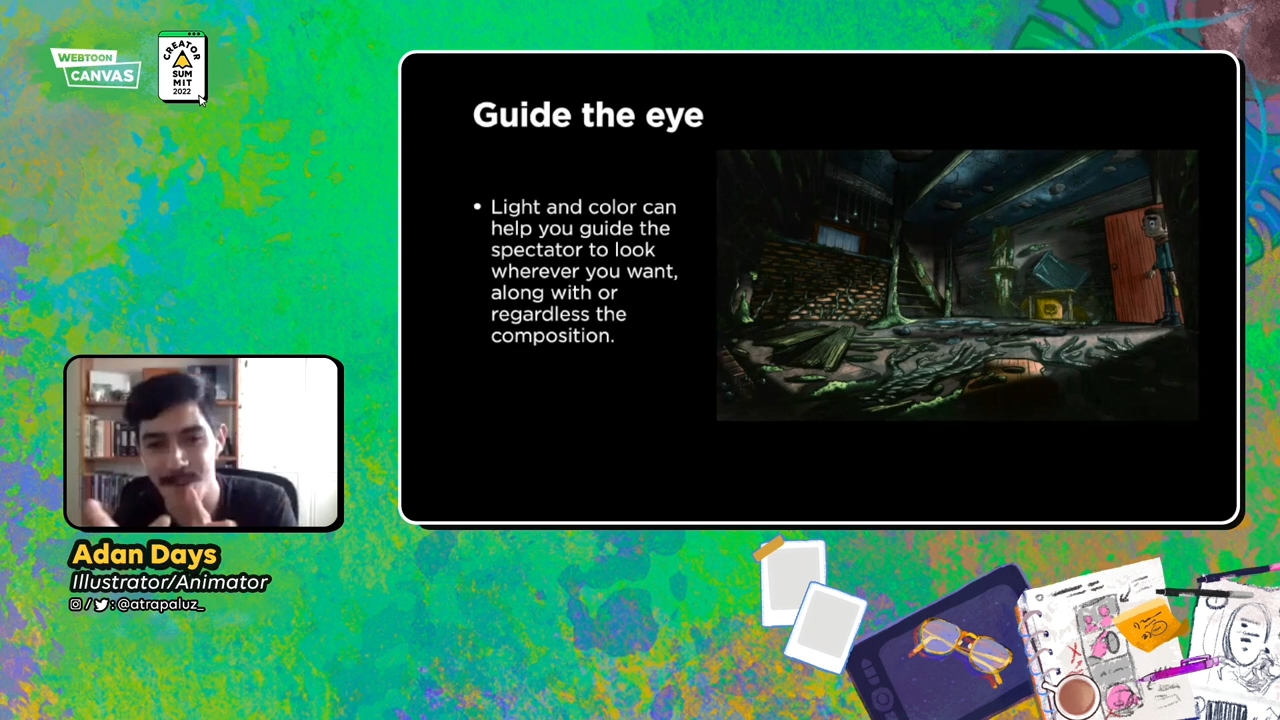 WEBTOON
CANVAS
CREATOR
SUM
MIT
2022
Guide the eye
• Light and color can
help you guide the
spectator to look
wherever you want,
along with or
regardless the
composition.
Adan Days
Illustrator/Animator
/ : @atrapaluz_